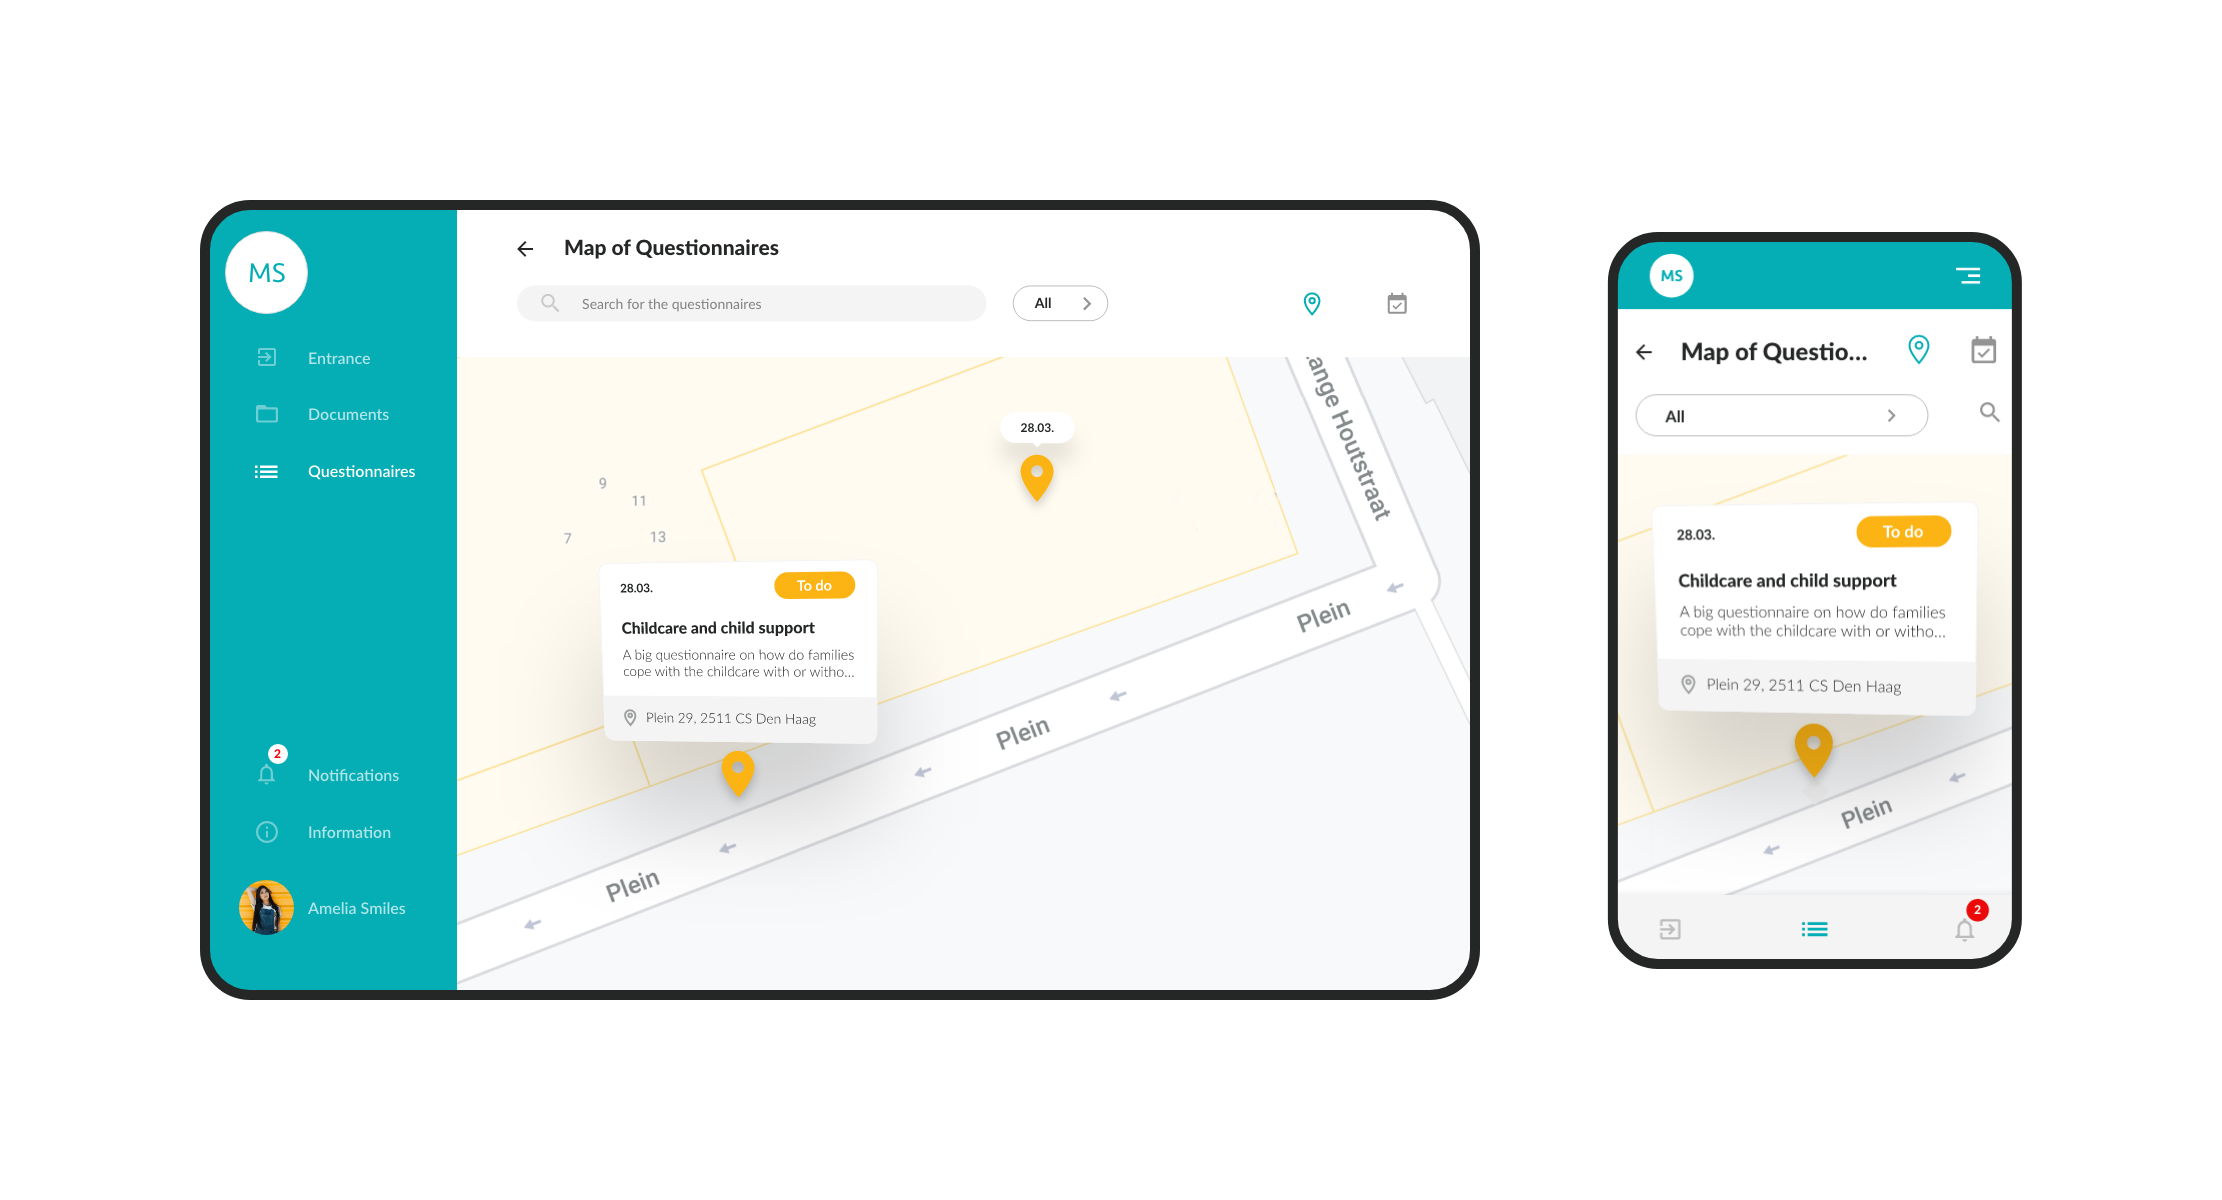 MS
Entrance
Documents
Questionnaires
2
Notifications
Information
Amelia Smiles
Map of Questionnaires
Search for the questionnaires
All
ange Houtstraat
28.03.
9
11
7
13
28.03.
To do
Childcare and child support
A big questionnaire on how do families
cope with the childcare with or witho...
Plein 29, 2511 CS Den Haag
Plein
Plein
Plein
MS
Map of Questio...
All
28.03.
To do
Childcare and child support
A big questionnaire on how do families
cope with the childcare with or witho...
Plein 29, 2511 CS Den Haag
Plein
2